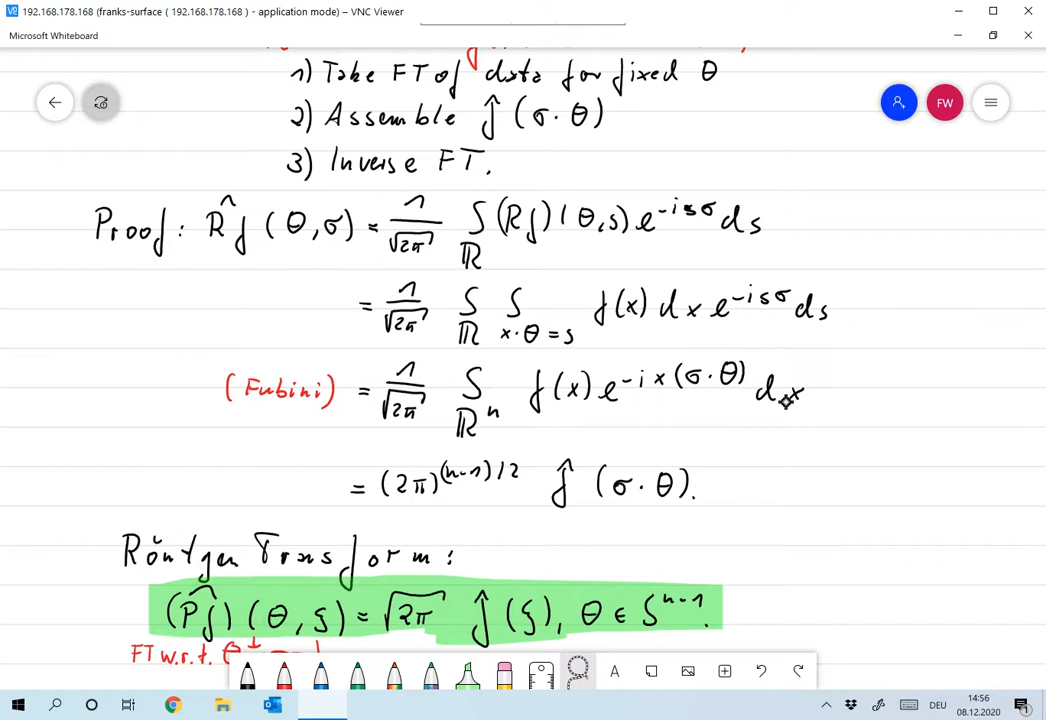 192.168.178.168 (franks-surface ( 192.168.178.168 ) - application mode) – VNC Viewer
Microsoft Whiteboard
1) Take FT of data for fixed θ
2) Assemble f̂ (σ·θ)
3) Inverse FT.
FW
Proof: R̂f (θ,σ) = 1/√2π ∫_ℝ (Rf)(θ,s) e^{-isσ} ds
= 1/√2π ∫_ℝ ∫_{x·θ=s} f(x) dx e^{-isσ} ds
(Fubini) = 1/√2π ∫_{ℝ^n} f(x) e^{-ix(σ·θ)} dx
= (2π)^{(n-1)/2} f̂ (σ·θ).
Röntgen Transform:
(P̂f) (θ, ξ) = √2π f̂(ξ), θ ∈ S^{n-1}.
FT w.r.t. θ^⊥
A
DEU
14:56
08.12.2020